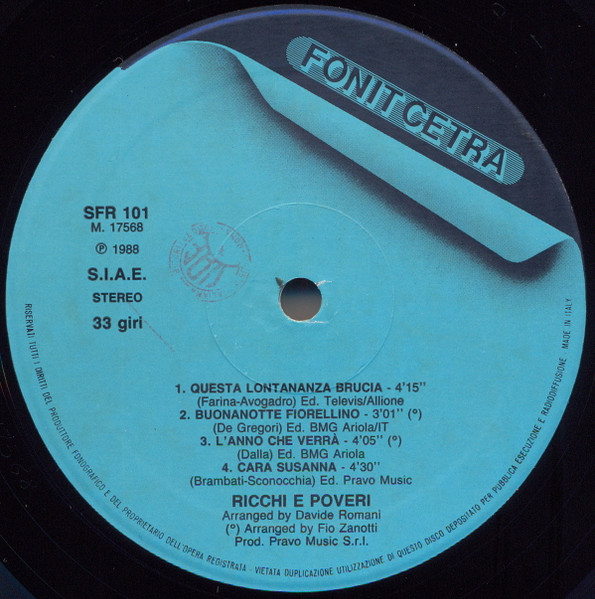 FONIT CETRA
SFR 101
M. 17568
℗ 1988
S.I.A.E.
STEREO
33 giri
1. QUESTA LONTANANZA BRUCIA - 4'15"
(Farina-Avogadro) Ed. Televis/Allione
2. BUONANOTTE FIORELLINO - 3'01" (º)
(De Gregori) Ed. BMG Ariola/IT
3. L'ANNO CHE VERRÀ - 4'05" (º)
(Dalla) Ed. BMG Ariola
4. CARA SUSANNA - 4'30"
(Brambati-Sconocchia) Ed. Pravo Music
RICCHI E POVERI
Arranged by Davide Romani
(º) Arranged by Fio Zanotti
Prod. Pravo Music S.r.l.
RISERVATI TUTTI I DIRITTI DEL PRODUTTORE FONOGRAFICO E DEL PROPRIETARIO DELL'OPERA REGISTRATA - VIETATA DUPLICAZIONE: UTILIZZAZIONE DI QUESTO DISCO DEPOSITATO PER PUBBLICA ESECUZIONE E RADIODIFFUSIONE. MADE IN ITALY